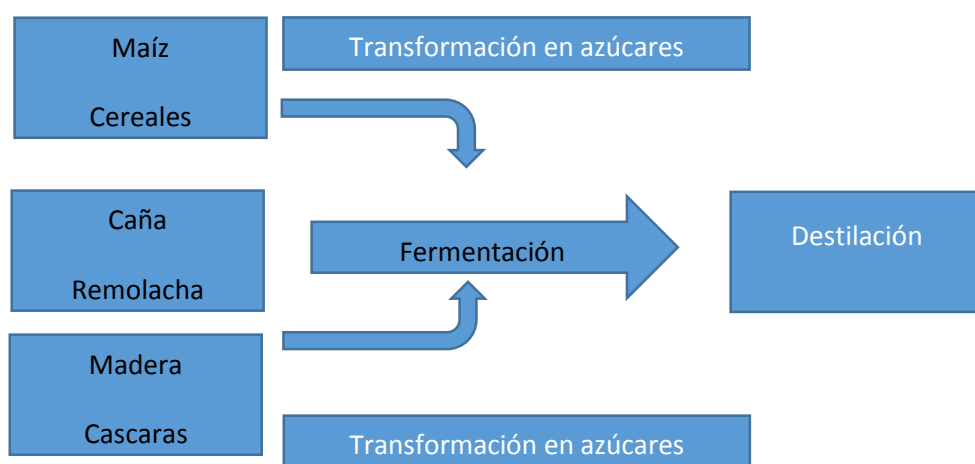 Maíz
Cereales
Transformación en azúcares
Caña
Remolacha
Fermentación
Destilación
Madera
Cascaras
Transformación en azúcares